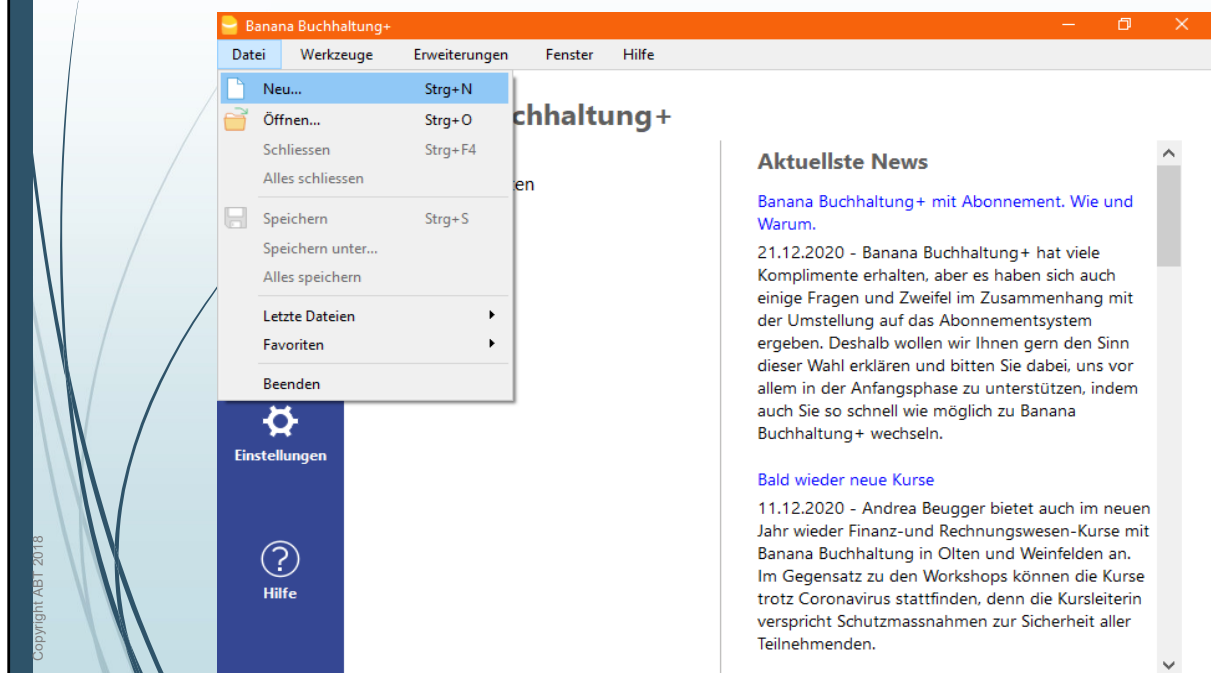 Banana Buchhaltung+
Datei Werkzeuge Erweiterungen Fenster Hilfe
Neu... Strg+N
Öffnen... Strg+O
Schliessen Strg+F4
Alles schliessen
Speichern Strg+S
Speichern unter...
Alles speichern
Letzte Dateien
Favoriten
Beenden
chhaltung+
en
Einstellungen
Hilfe
Aktuellste News
Banana Buchhaltung+ mit Abonnement. Wie und
Warum.
21.12.2020 - Banana Buchhaltung+ hat viele
Komplimente erhalten, aber es haben sich auch
einige Fragen und Zweifel im Zusammenhang mit
der Umstellung auf das Abonnementsystem
ergeben. Deshalb wollen wir Ihnen gern den Sinn
dieser Wahl erklären und bitten Sie dabei, uns vor
allem in der Anfangsphase zu unterstützen, indem
auch Sie so schnell wie möglich zu Banana
Buchhaltung+ wechseln.
Bald wieder neue Kurse
11.12.2020 - Andrea Beugger bietet auch im neuen
Jahr wieder Finanz-und Rechnungswesen-Kurse mit
Banana Buchhaltung in Olten und Weinfelden an.
Im Gegensatz zu den Workshops können die Kurse
trotz Coronavirus stattfinden, denn die Kursleiterin
verspricht Schutzmassnahmen zur Sicherheit aller
Teilnehmenden.
Copyright ABT 2018